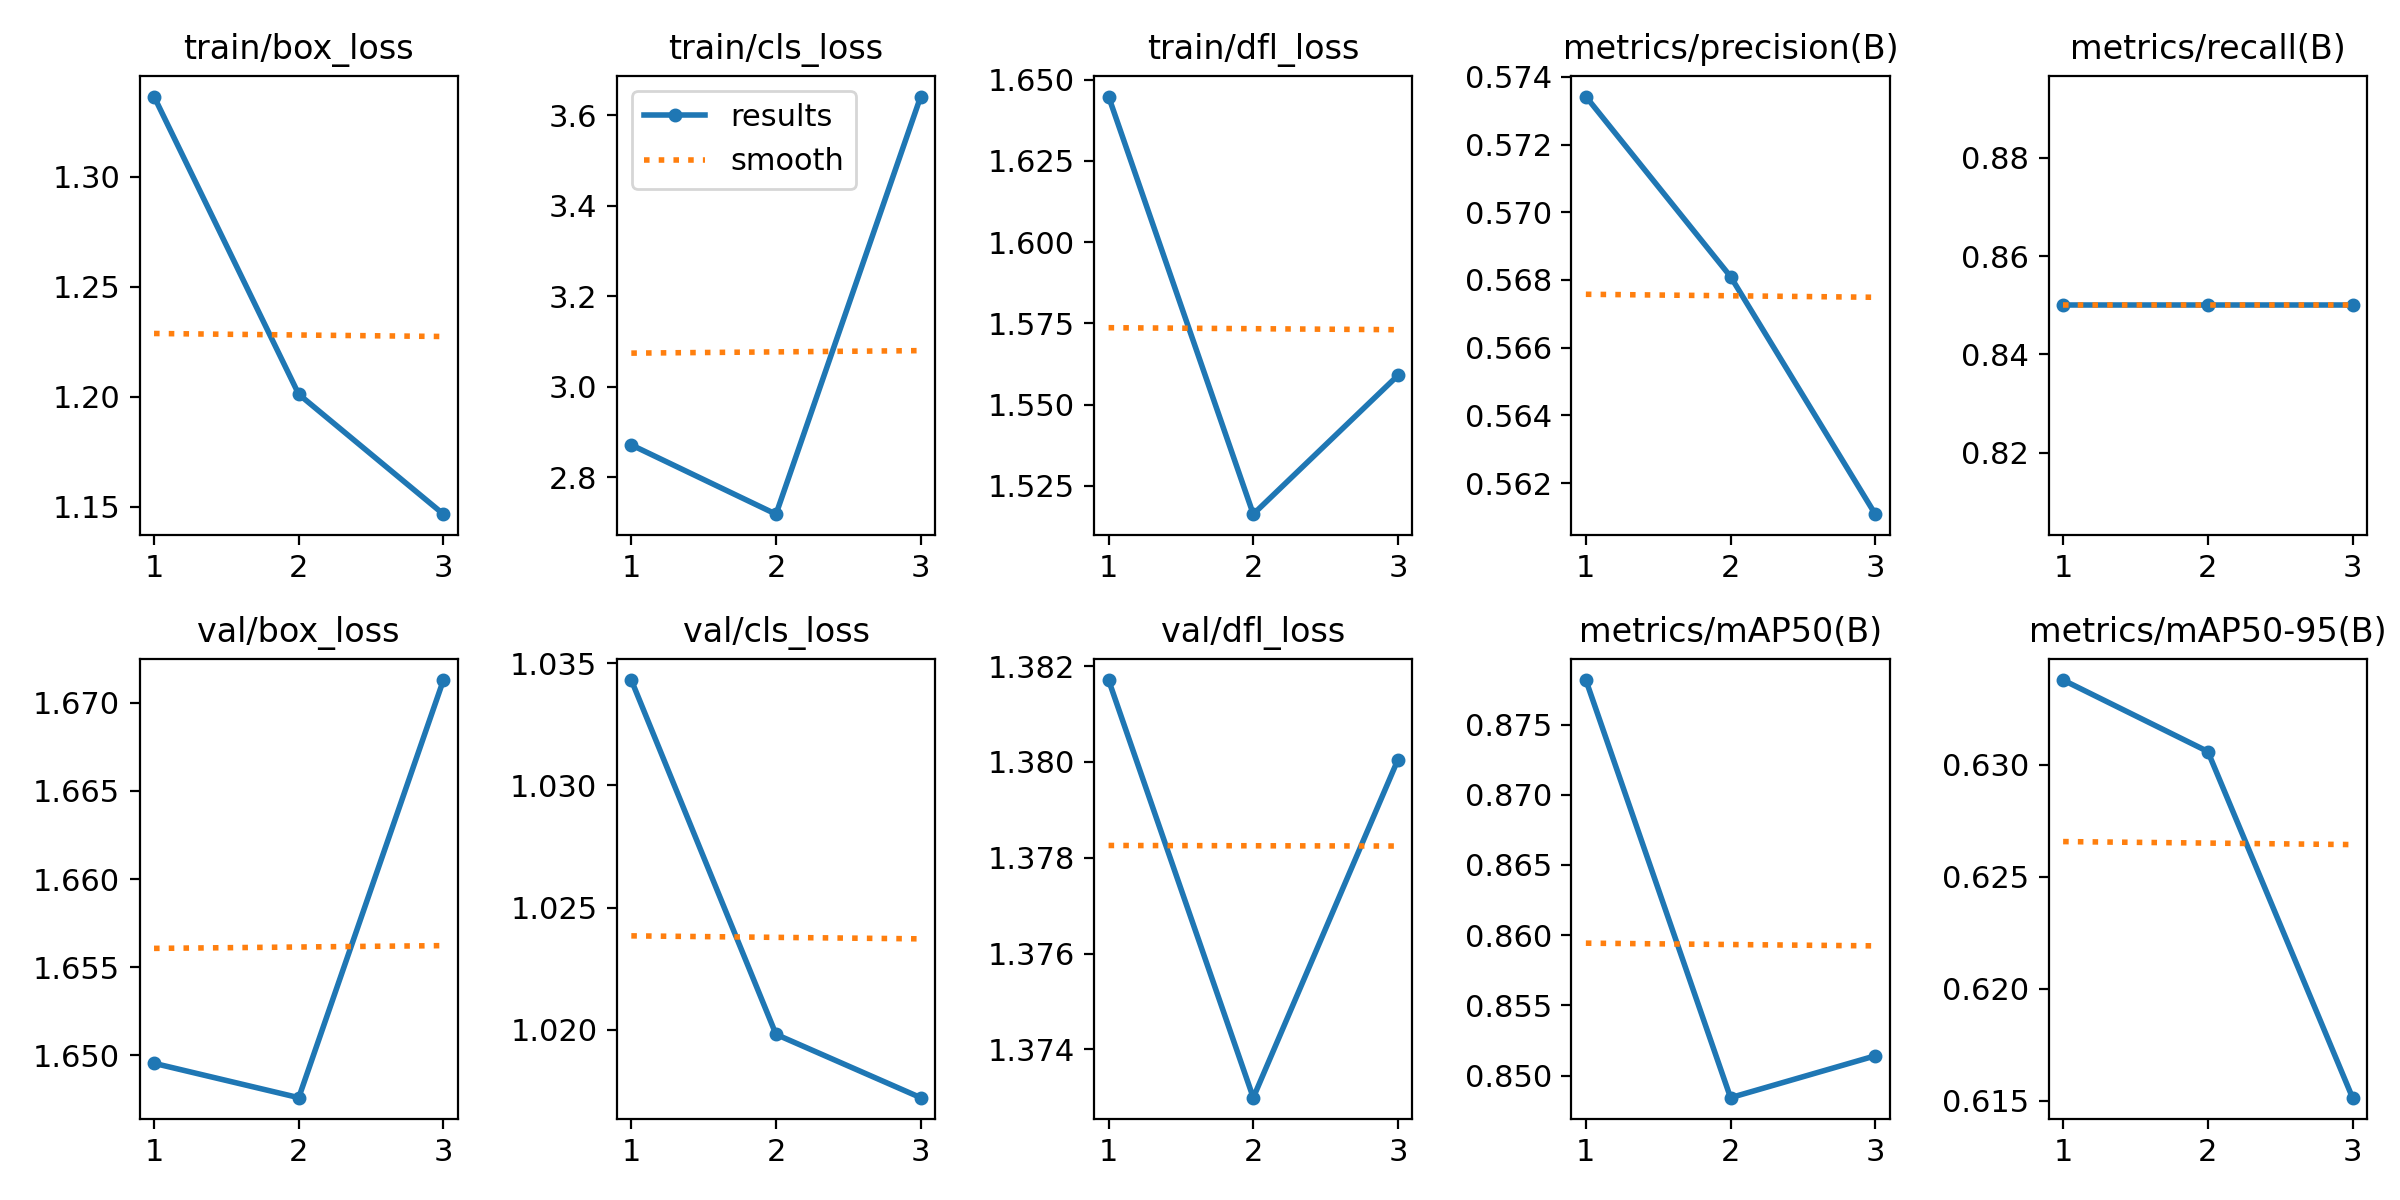 train/box_loss
train/cls_loss
train/dfl_loss
metrics/precision(B)
metrics/recall(B)
1.30
1.25
1.20
1.15
1 2 3
results
smooth
3.6
3.4
3.2
3.0
2.8
1 2 3
1.650
1.625
1.600
1.575
1.550
1.525
1 2 3
0.574
0.572
0.570
0.568
0.566
0.564
0.562
1 2 3
0.88
0.86
0.84
0.82
1 2 3
val/box_loss
val/cls_loss
val/dfl_loss
metrics/mAP50(B)
metrics/mAP50-95(B)
1.670
1.665
1.660
1.655
1.650
1 2 3
1.035
1.030
1.025
1.020
1 2 3
1.382
1.380
1.378
1.376
1.374
1 2 3
0.875
0.870
0.865
0.860
0.855
0.850
1 2 3
0.630
0.625
0.620
0.615
1 2 3